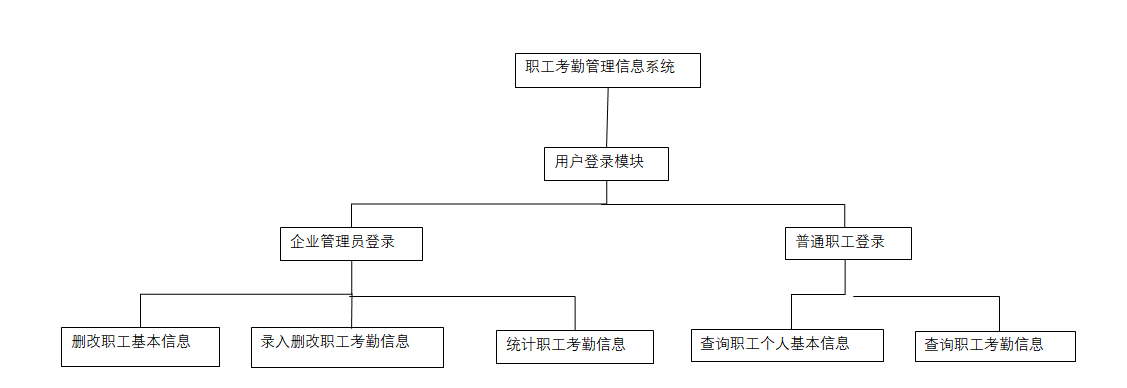 职工考勤管理信息系统
用户登录模块
企业管理员登录
普通职工登录
删改职工基本信息
录入删改职工考勤信息
统计职工考勤信息
查询职工个人基本信息
查询职工考勤信息